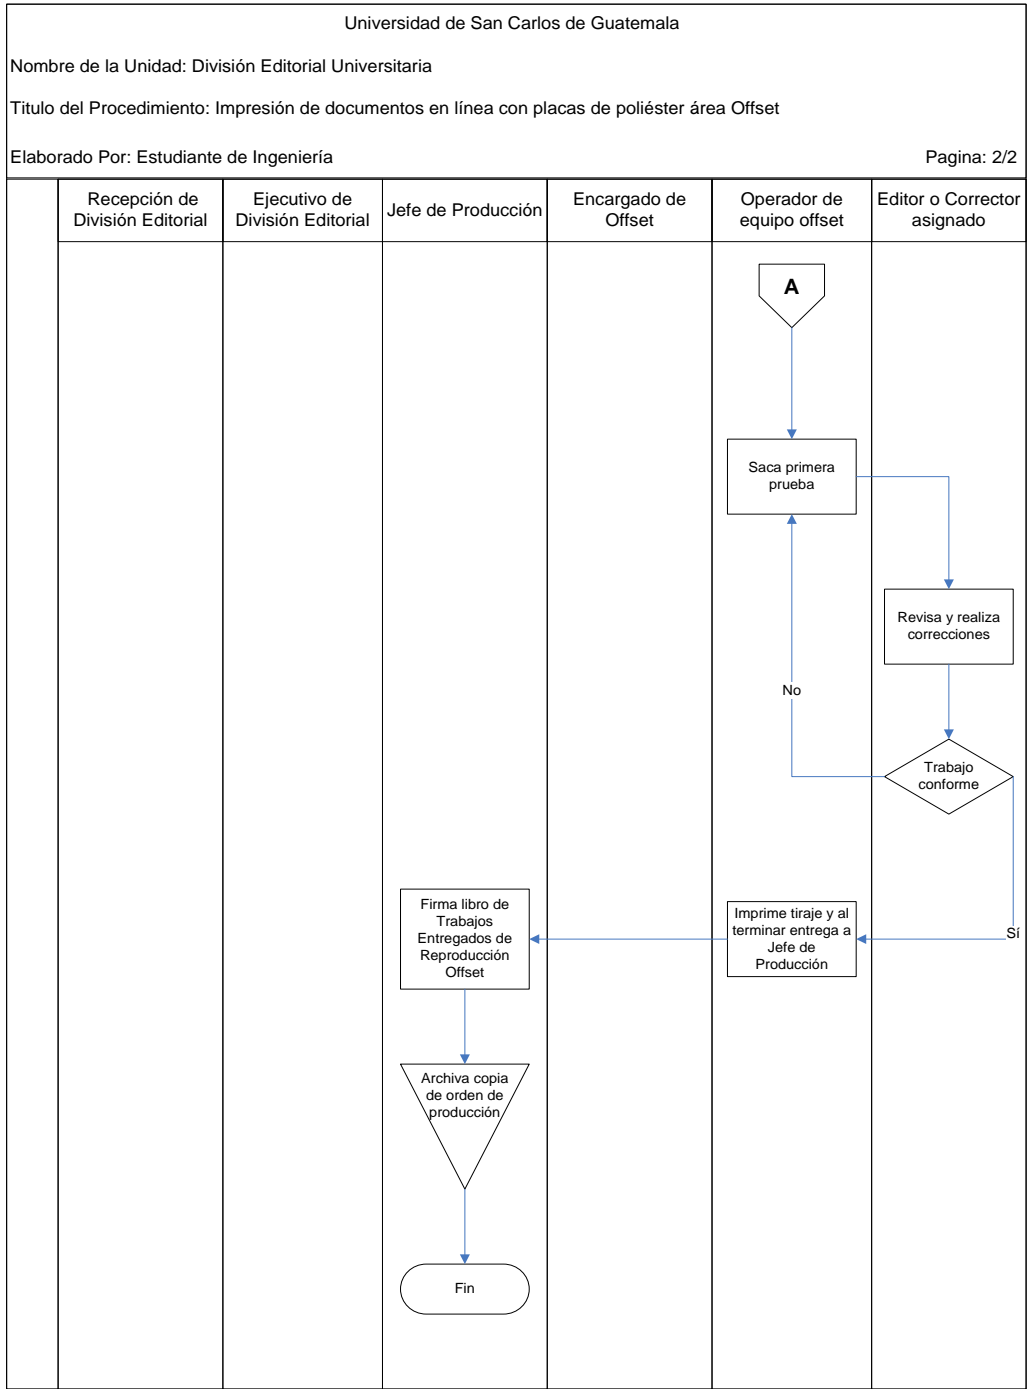 Universidad de San Carlos de Guatemala
Nombre de la Unidad: División Editorial Universitaria
Titulo del Procedimiento: Impresión de documentos en línea con placas de poliéster área Offset
Elaborado Por: Estudiante de Ingeniería Pagina: 2/2
Recepción de
División Editorial
Ejecutivo de
División Editorial
Jefe de Producción
Encargado de
Offset
Operador de
equipo offset
Editor o Corrector
asignado
A
Saca primera
prueba
Revisa y realiza
correcciones
No
Trabajo
conforme
Sí
Imprime tiraje y al
terminar entrega a
Jefe de
Producción
Firma libro de
Trabajos
Entregados de
Reproducción
Offset
Archiva copia
de orden de
producción
Fin